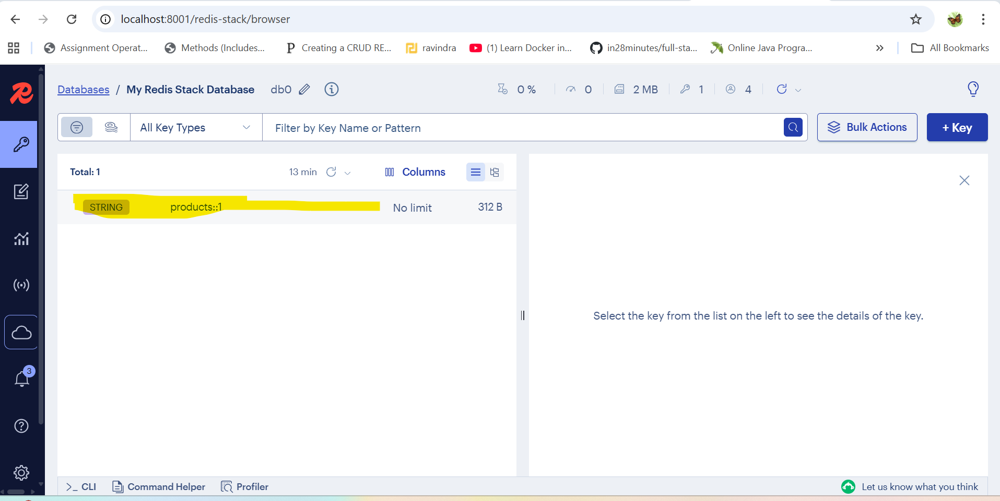 localhost:8001/redis-stack/browser
Assignment Operat... Methods (Includes... P Creating a CRUD RE... ravindra (1) Learn Docker in... in28minutes/full-sta... Online Java Progra... » All Bookmarks
Databases / My Redis Stack Database db0 0 % 0 2 MB 1 4
All Key Types Filter by Key Name or Pattern Bulk Actions + Key
Total: 1 13 min Columns
STRING products::1 No limit 312 B
Select the key from the list on the left to see the details of the key.
3
>_ CLI Command Helper Profiler Let us know what you think